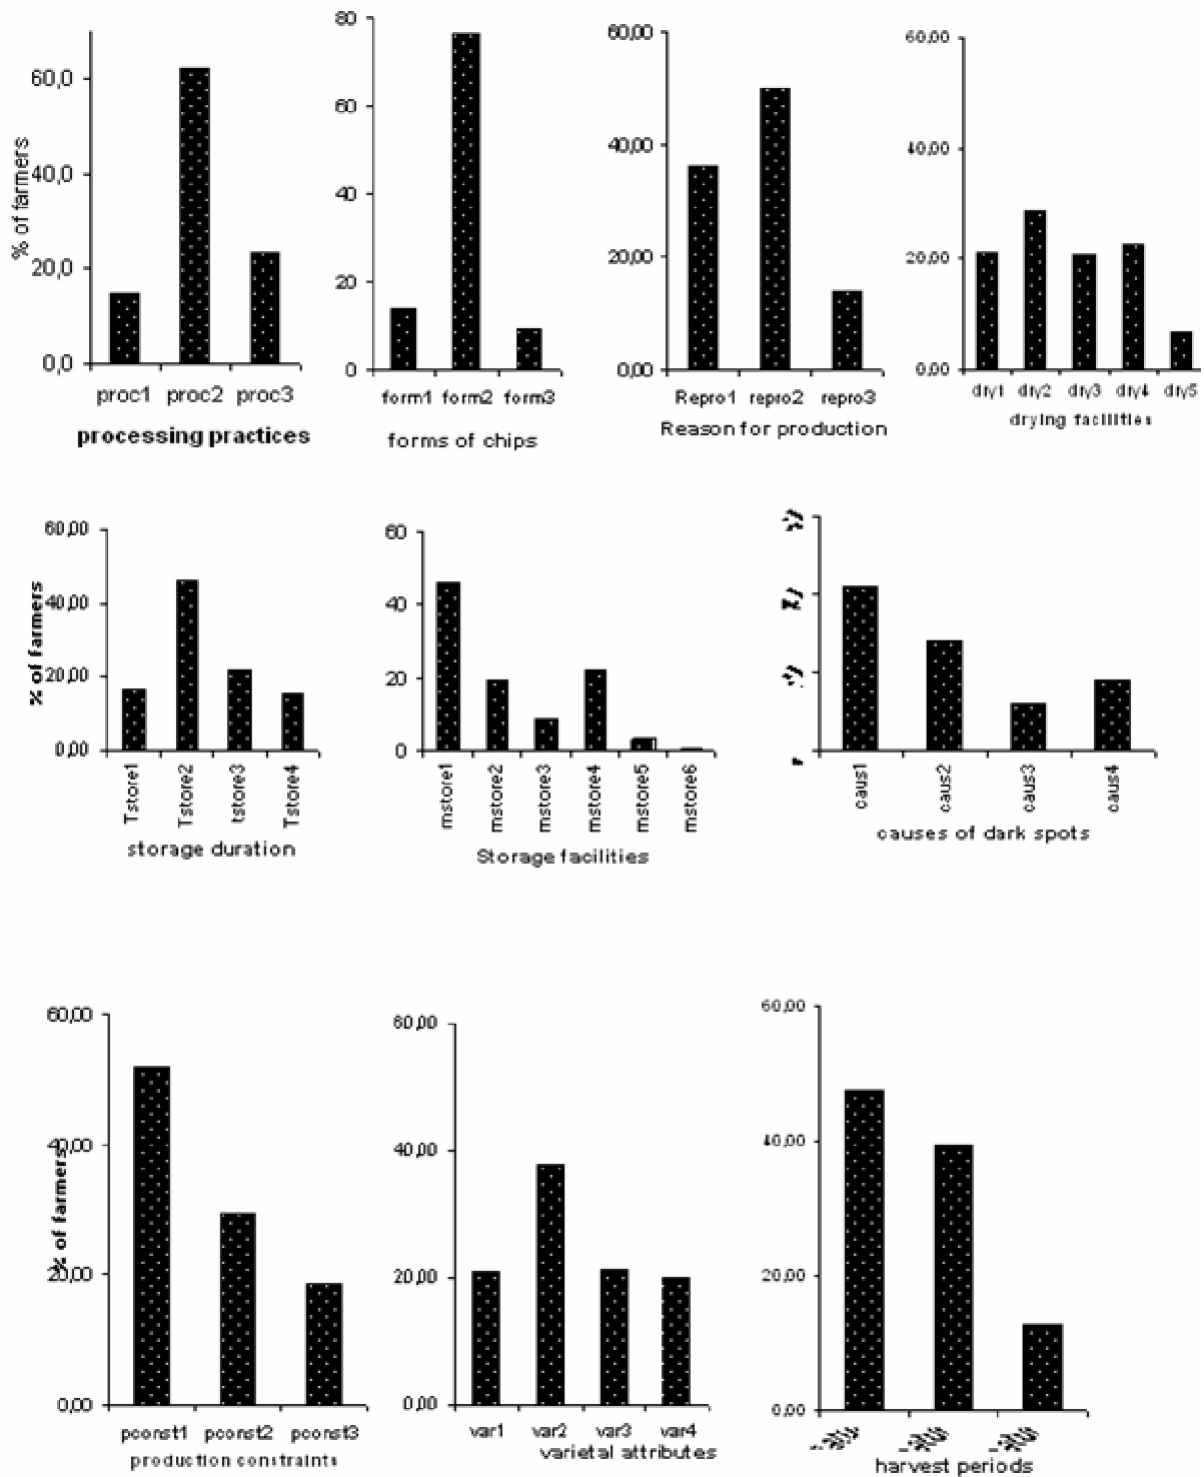 60,0
40,0
20,0
0,0
% of farmers
proc1 proc2 proc3
processing practices
80
60
40
20
0
form1 form2 form3
forms of chips
60,00
40,00
20,00
0,00
Repro1 repro2 repro3
Reason for production
60,00
40,00
20,00
0,00
dry1 dry2 dry3 dry4 dry5
drying facilities
60,00
40,00
20,00
0,00
% of farmers
Tstore1 Tstore2 tstore3 Tstore4
storage duration
60
40
20
0
mstore1 mstore2 mstore3 mstore4 mstore5 mstore6
Storage facilities
caus1 caus2 caus3 caus4
causes of dark spots
60,00
40,00
20,00
0,00
% of farmers
pconst1 pconst2 pconst3
production constraints
60,00
40,00
20,00
0,00
var1 var2 var3 var4
varietal attributes
60,00
40,00
20,00
0,00
harvest periods